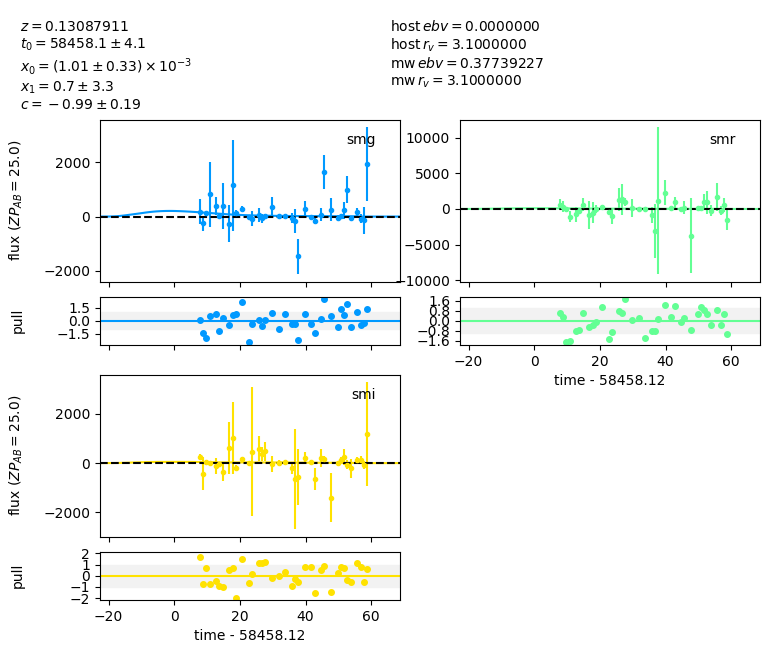 z = 0.13087911
t₀ = 58458.1 ± 4.1
x₀ = (1.01 ± 0.33) × 10⁻³
x₁ = 0.7 ± 3.3
c = −0.99 ± 0.19
host ebv = 0.0000000
host r_v = 3.1000000
mw ebv = 0.37739227
mw r_v = 3.1000000
smg
flux (ZP_AB = 25.0)
2000
0
−2000
pull
1.5
0.0
−1.5
smr
10000
5000
0
−5000
−10000
1.6
0.8
0.0
−0.8
−1.6
−20 0 20 40 60
time - 58458.12
smi
flux (ZP_AB = 25.0)
2000
0
−2000
pull
2
1
0
−1
−2
−20 0 20 40 60
time - 58458.12